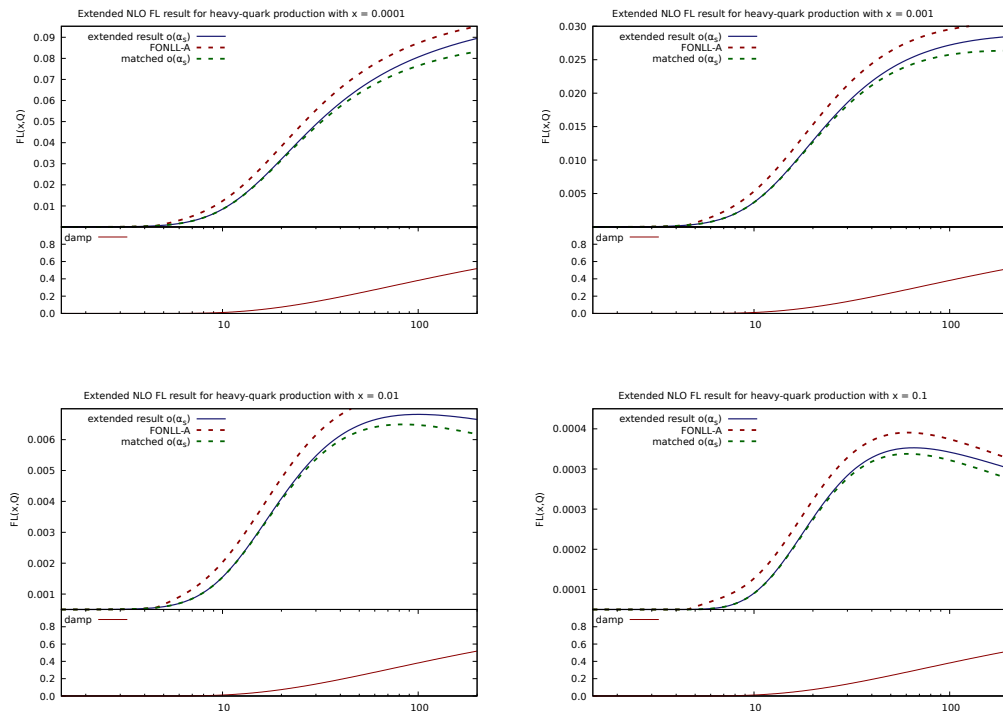 Extended NLO FL result for heavy-quark production with x = 0.0001
extended result o(αs)
FONLL-A
matched o(αs)
FL(x,Q)
0.09
0.08
0.07
0.06
0.05
0.04
0.03
0.02
0.01
damp
0.8
0.6
0.4
0.2
0.0
10
100
Extended NLO FL result for heavy-quark production with x = 0.001
extended result o(αs)
FONLL-A
matched o(αs)
FL(x,Q)
0.030
0.025
0.020
0.015
0.010
0.005
damp
0.8
0.6
0.4
0.2
0.0
10
100
Extended NLO FL result for heavy-quark production with x = 0.01
extended result o(αs)
FONLL-A
matched o(αs)
FL(x,Q)
0.006
0.005
0.004
0.003
0.002
0.001
damp
0.8
0.6
0.4
0.2
0.0
10
100
Extended NLO FL result for heavy-quark production with x = 0.1
extended result o(αs)
FONLL-A
matched o(αs)
FL(x,Q)
0.0004
0.0003
0.0003
0.0002
0.0002
0.0001
damp
0.8
0.6
0.4
0.2
0.0
10
100